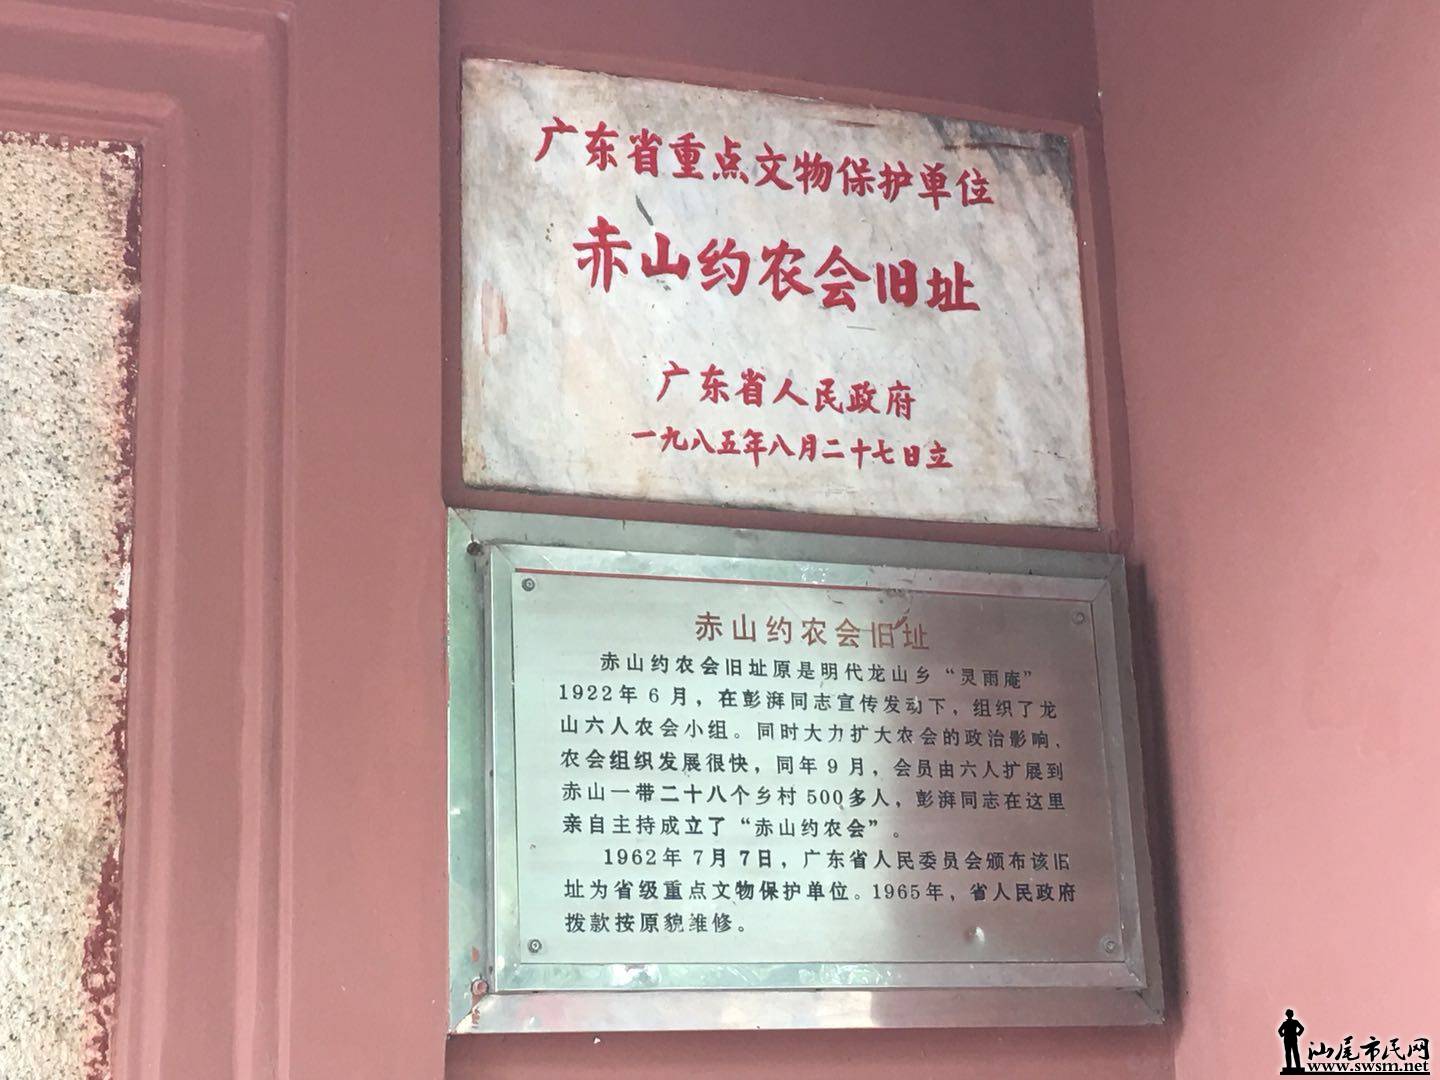 广东省重点文物保护单位
赤山约农会旧址
广东省人民政府
一九八五年八月二十七日立
赤山约农会旧址
赤山约农会旧址原是明代龙山乡“灵雨庵”
1922年6月，在彭湃同志宣传发动下，组织了龙
山六人农会小组。同时大力扩大农会的政治影响，
农会组织发展很快，同年9月，会员由六人扩展到
赤山一带二十八个乡村500多人，彭湃同志在这里
亲自主持成立了“赤山约农会”。
1962年7月7日，广东省人民委员会颁布该旧
址为省级重点文物保护单位。1965年，省人民政府
拨款按原貌维修。
汕尾市民网
www.swsm.net